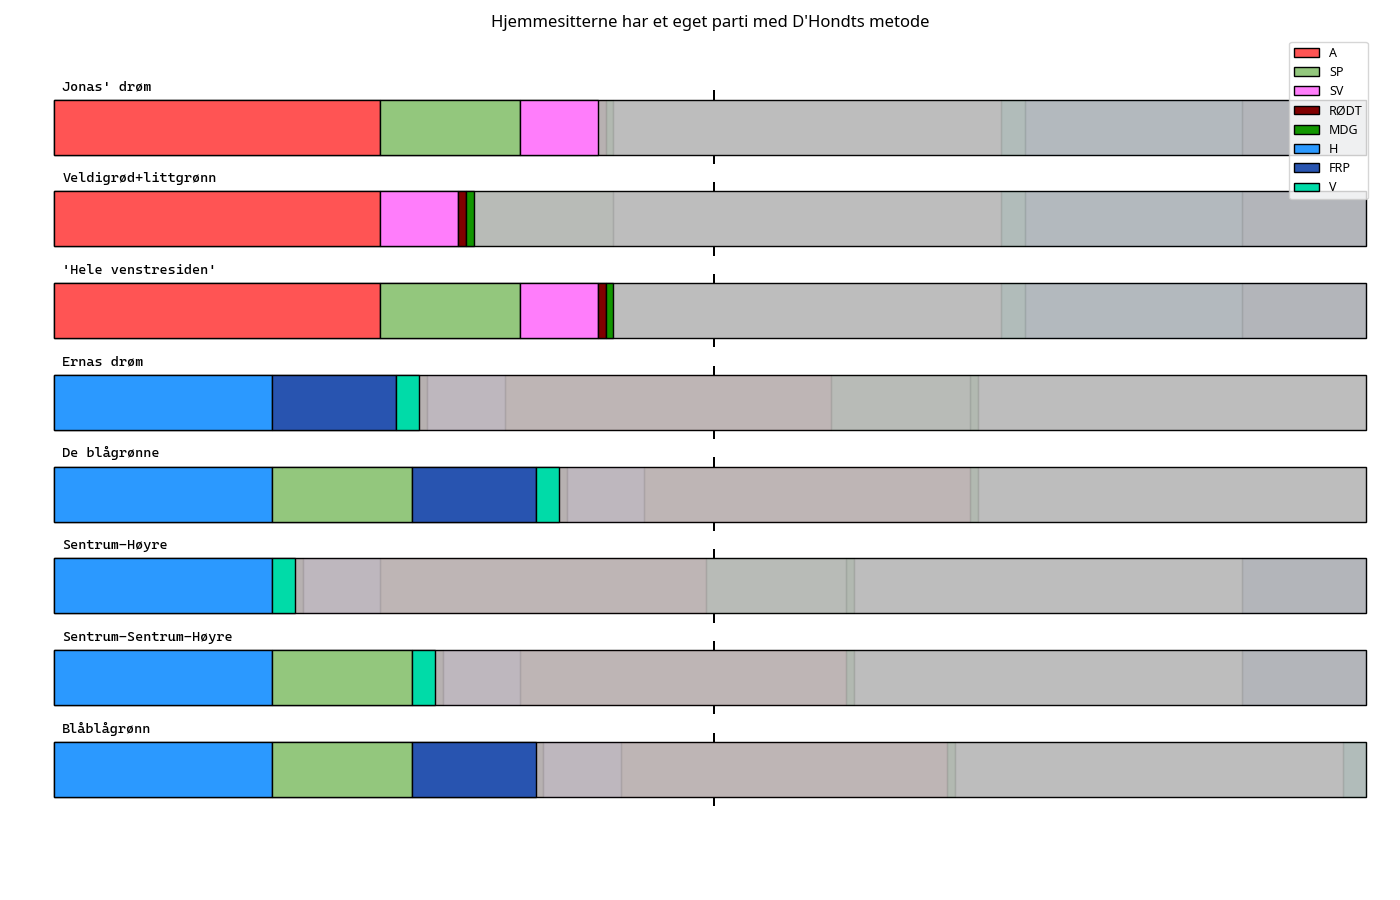 Hjemmesitterne har et eget parti med D'Hondts metode
A
SP
SV
RØDT
MDG
H
FRP
V
Jonas' drøm
Veldigrød+littgrønn
'Hele venstresiden'
Ernas drøm
De blågrønne
Sentrum-Høyre
Sentrum-Sentrum-Høyre
Blåblågrønn